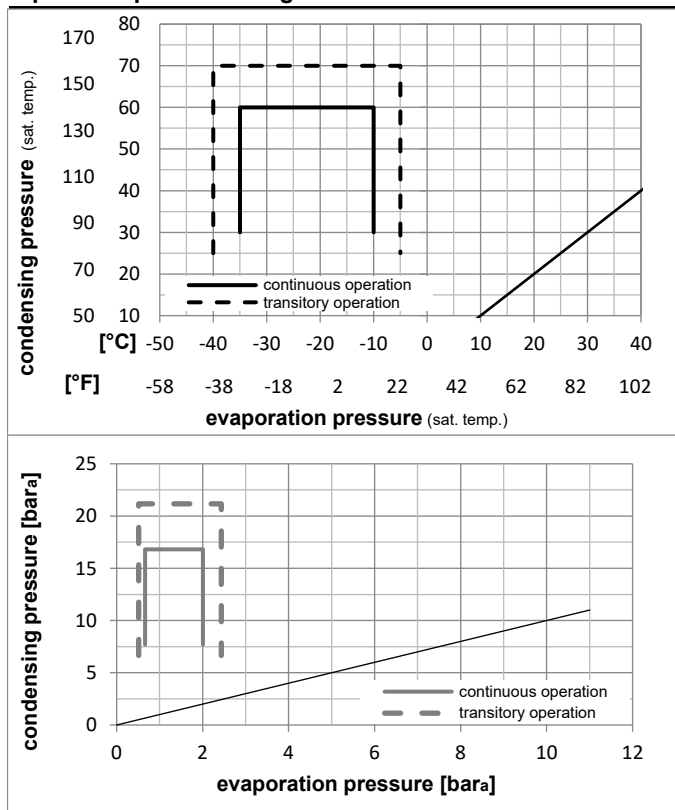 170 80
150 70
130 60
50
110 40
90 30
70 20
50 10
condensing pressure (sat. temp.)
continuous operation
transitory operation
[°C] -50 -40 -30 -20 -10 0 10 20 30 40
[°F] -58 -38 -18 2 22 42 62 82 102
evaporation pressure (sat. temp.)
25
20
15
10
5
0
condensing pressure [bara]
continuous operation
transitory operation
0 2 4 6 8 10 12
evaporation pressure [bara]